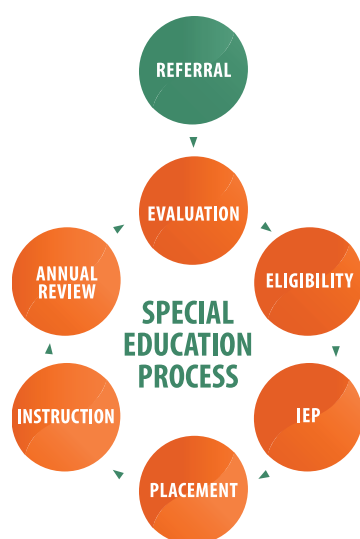 REFERRAL
EVALUATION
ELIGIBILITY
IEP
PLACEMENT
INSTRUCTION
ANNUAL
REVIEW
SPECIAL
EDUCATION
PROCESS